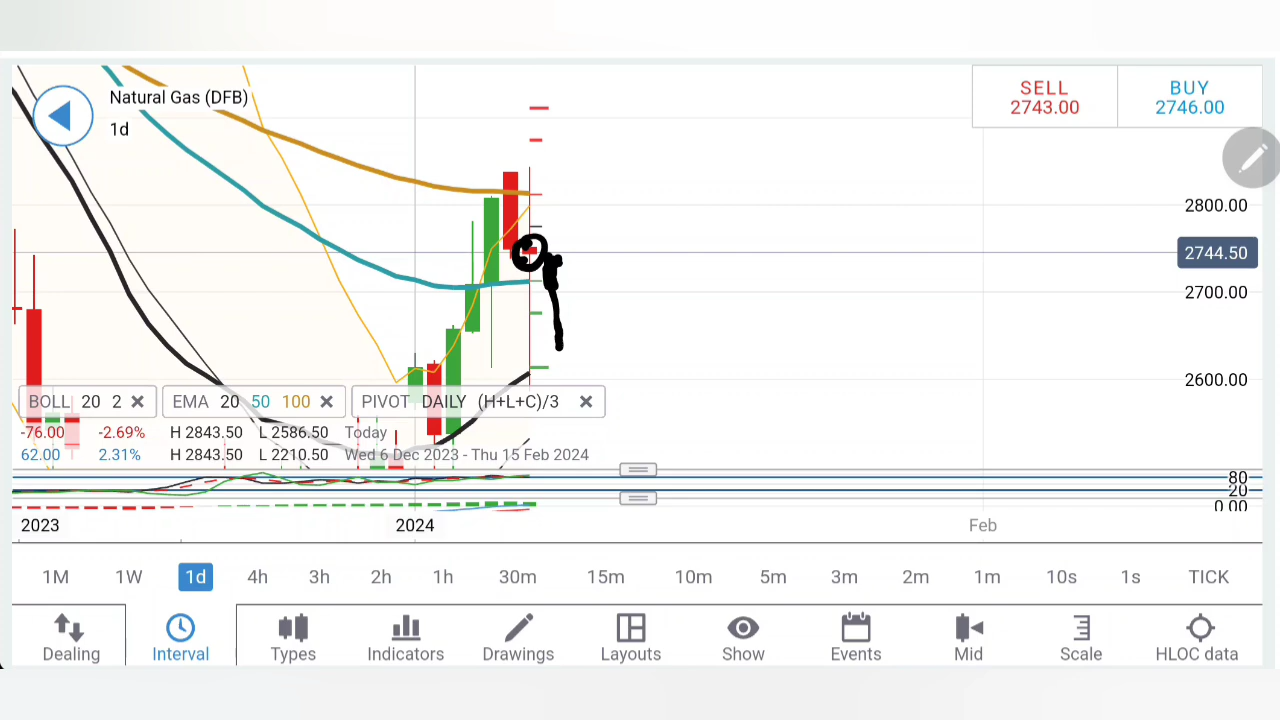 Natural Gas (DFB)
1d
SELL
2743.00
BUY
2746.00
2800.00
2744.50
2700.00
2600.00
BOLL 20 2
EMA 20 50 100
PIVOT DAILY (H+L+C)/3
-76.00 -2.69% H 2843.50 L 2586.50 Today
62.00 2.31% H 2843.50 L 2210.50 Wed 6 Dec 2023 - Thu 15 Feb 2024
80
20
0.00
2023 2024 Feb
1M 1W 1d 4h 3h 2h 1h 30m 15m 10m 5m 3m 2m 1m 10s 1s TICK
Dealing Interval Types Indicators Drawings Layouts Show Events Mid Scale HLOC data